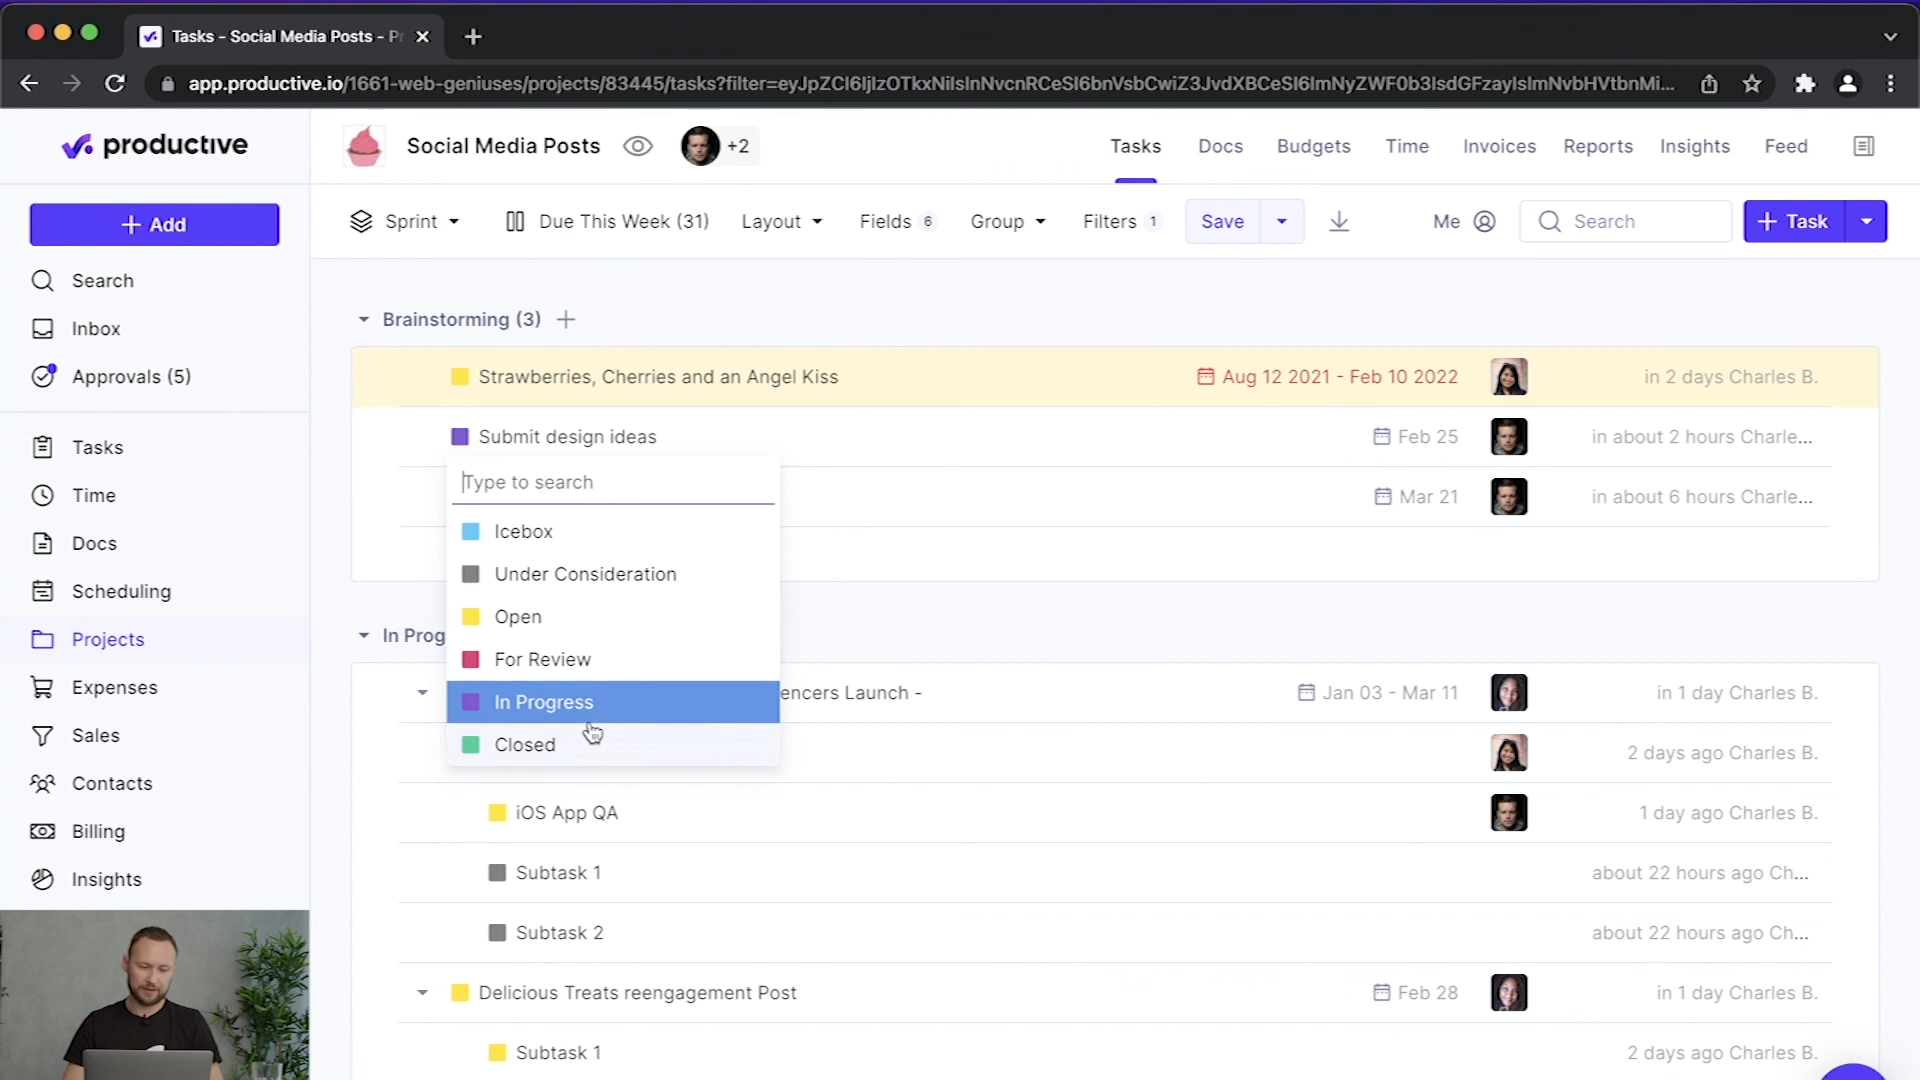 Tasks - Social Media Posts - Pr
app.productive.io/1661-web-geniuses/projects/83445/tasks?filter=eyJpZCI6IjIzOTkxNiIsInNvcnRCeSI6bnVsbCwiZ3JvdXBCeSI6ImNyZWF0b3IsdGFzayIsImNvbHVtbnMi...
productive
Social Media Posts
+2
Tasks
Docs
Budgets
Time
Invoices
Reports
Insights
Feed
+ Add
Sprint
Due This Week (31)
Layout
Fields 6
Group
Filters 1
Save
Me
Search
+ Task
Search
Inbox
Approvals (5)
Tasks
Time
Docs
Scheduling
Projects
Expenses
Sales
Contacts
Billing
Insights
Brainstorming (3) +
Strawberries, Cherries and an Angel Kiss
Aug 12 2021 - Feb 10 2022
in 2 days Charles B.
Submit design ideas
Feb 25
in about 2 hours Charle...
Mar 21
in about 6 hours Charle...
Type to search
Icebox
Under Consideration
Open
For Review
In Progress
Closed
In Prog
encers Launch -
Jan 03 - Mar 11
in 1 day Charles B.
2 days ago Charles B.
iOS App QA
1 day ago Charles B.
Subtask 1
about 22 hours ago Ch...
Subtask 2
about 22 hours ago Ch...
Delicious Treats reengagement Post
Feb 28
in 1 day Charles B.
Subtask 1
2 days ago Charles B.